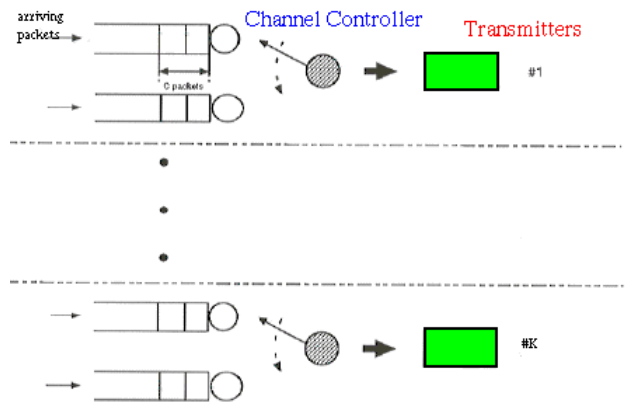 arriving
packets
Channel Controller
Transmitters
#1
C packets
#K